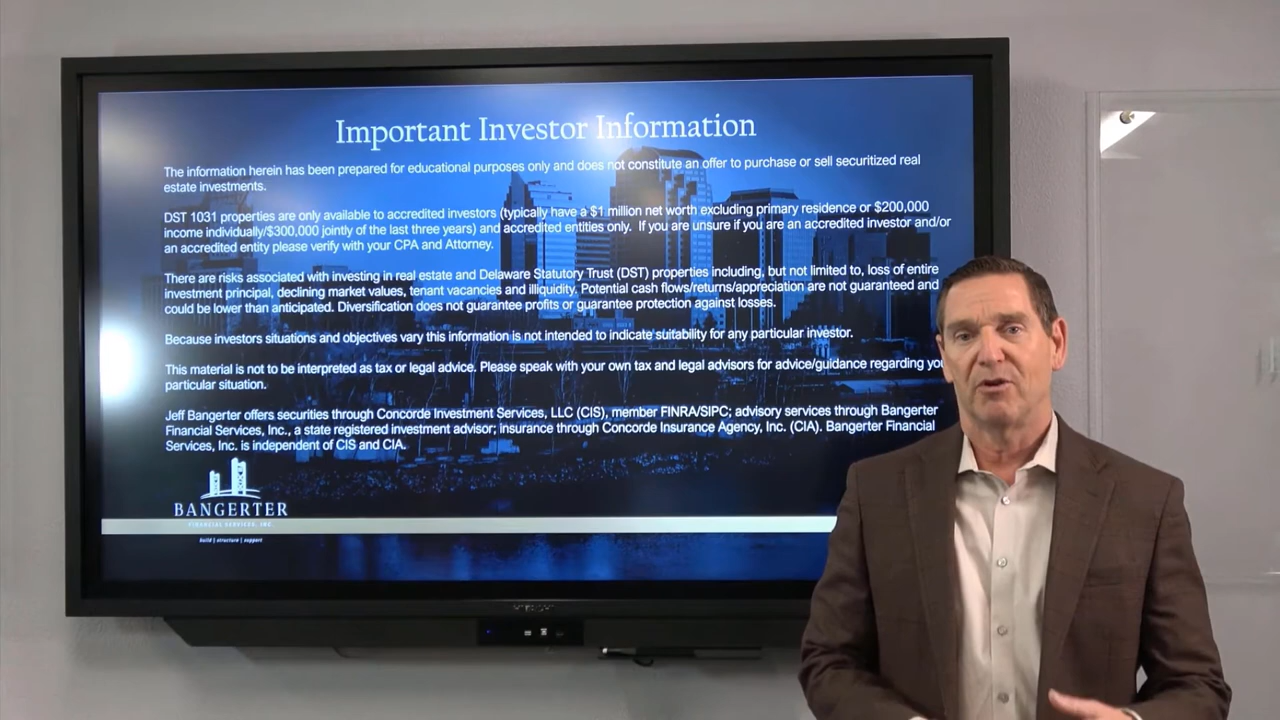 Important Investor Information
The information herein has been prepared for educational purposes only and does not constitute an offer to purchase or sell securitized real
estate investments.
DST 1031 properties are only available to accredited investors (typically have a $1 million net worth excluding primary residence or $200,000
income individually/$300,000 jointly of the last three years) and accredited entities only. If you are unsure if you are an accredited investor and/or
an accredited entity please verify with your CPA and Attorney.
There are risks associated with investing in real estate and Delaware Statutory Trust (DST) properties including, but not limited to, loss of entire
investment principal, declining market values, tenant vacancies and illiquidity. Potential cash flows/returns/appreciation are not guaranteed and
could be lower than anticipated. Diversification does not guarantee profits or guarantee protection against losses.
Because investors situations and objectives vary this information is not intended to indicate suitability for any particular investor.
This material is not to be interpreted as tax or legal advice. Please speak with your own tax and legal advisors for advice/guidance regarding
particular situation.
Jeff Bangerter offers securities through Concorde Investment Services, LLC (CIS), member FINRA/SIPC; advisory services through Bangerter
Financial Services, Inc., a state registered investment advisor; insurance through Concorde Insurance Agency, Inc. (CIA). Bangerter Financial
Services, Inc. is independent of CIS and CIA.
BANGERTER
FINANCIAL SERVICES, INC.
build | structure | support